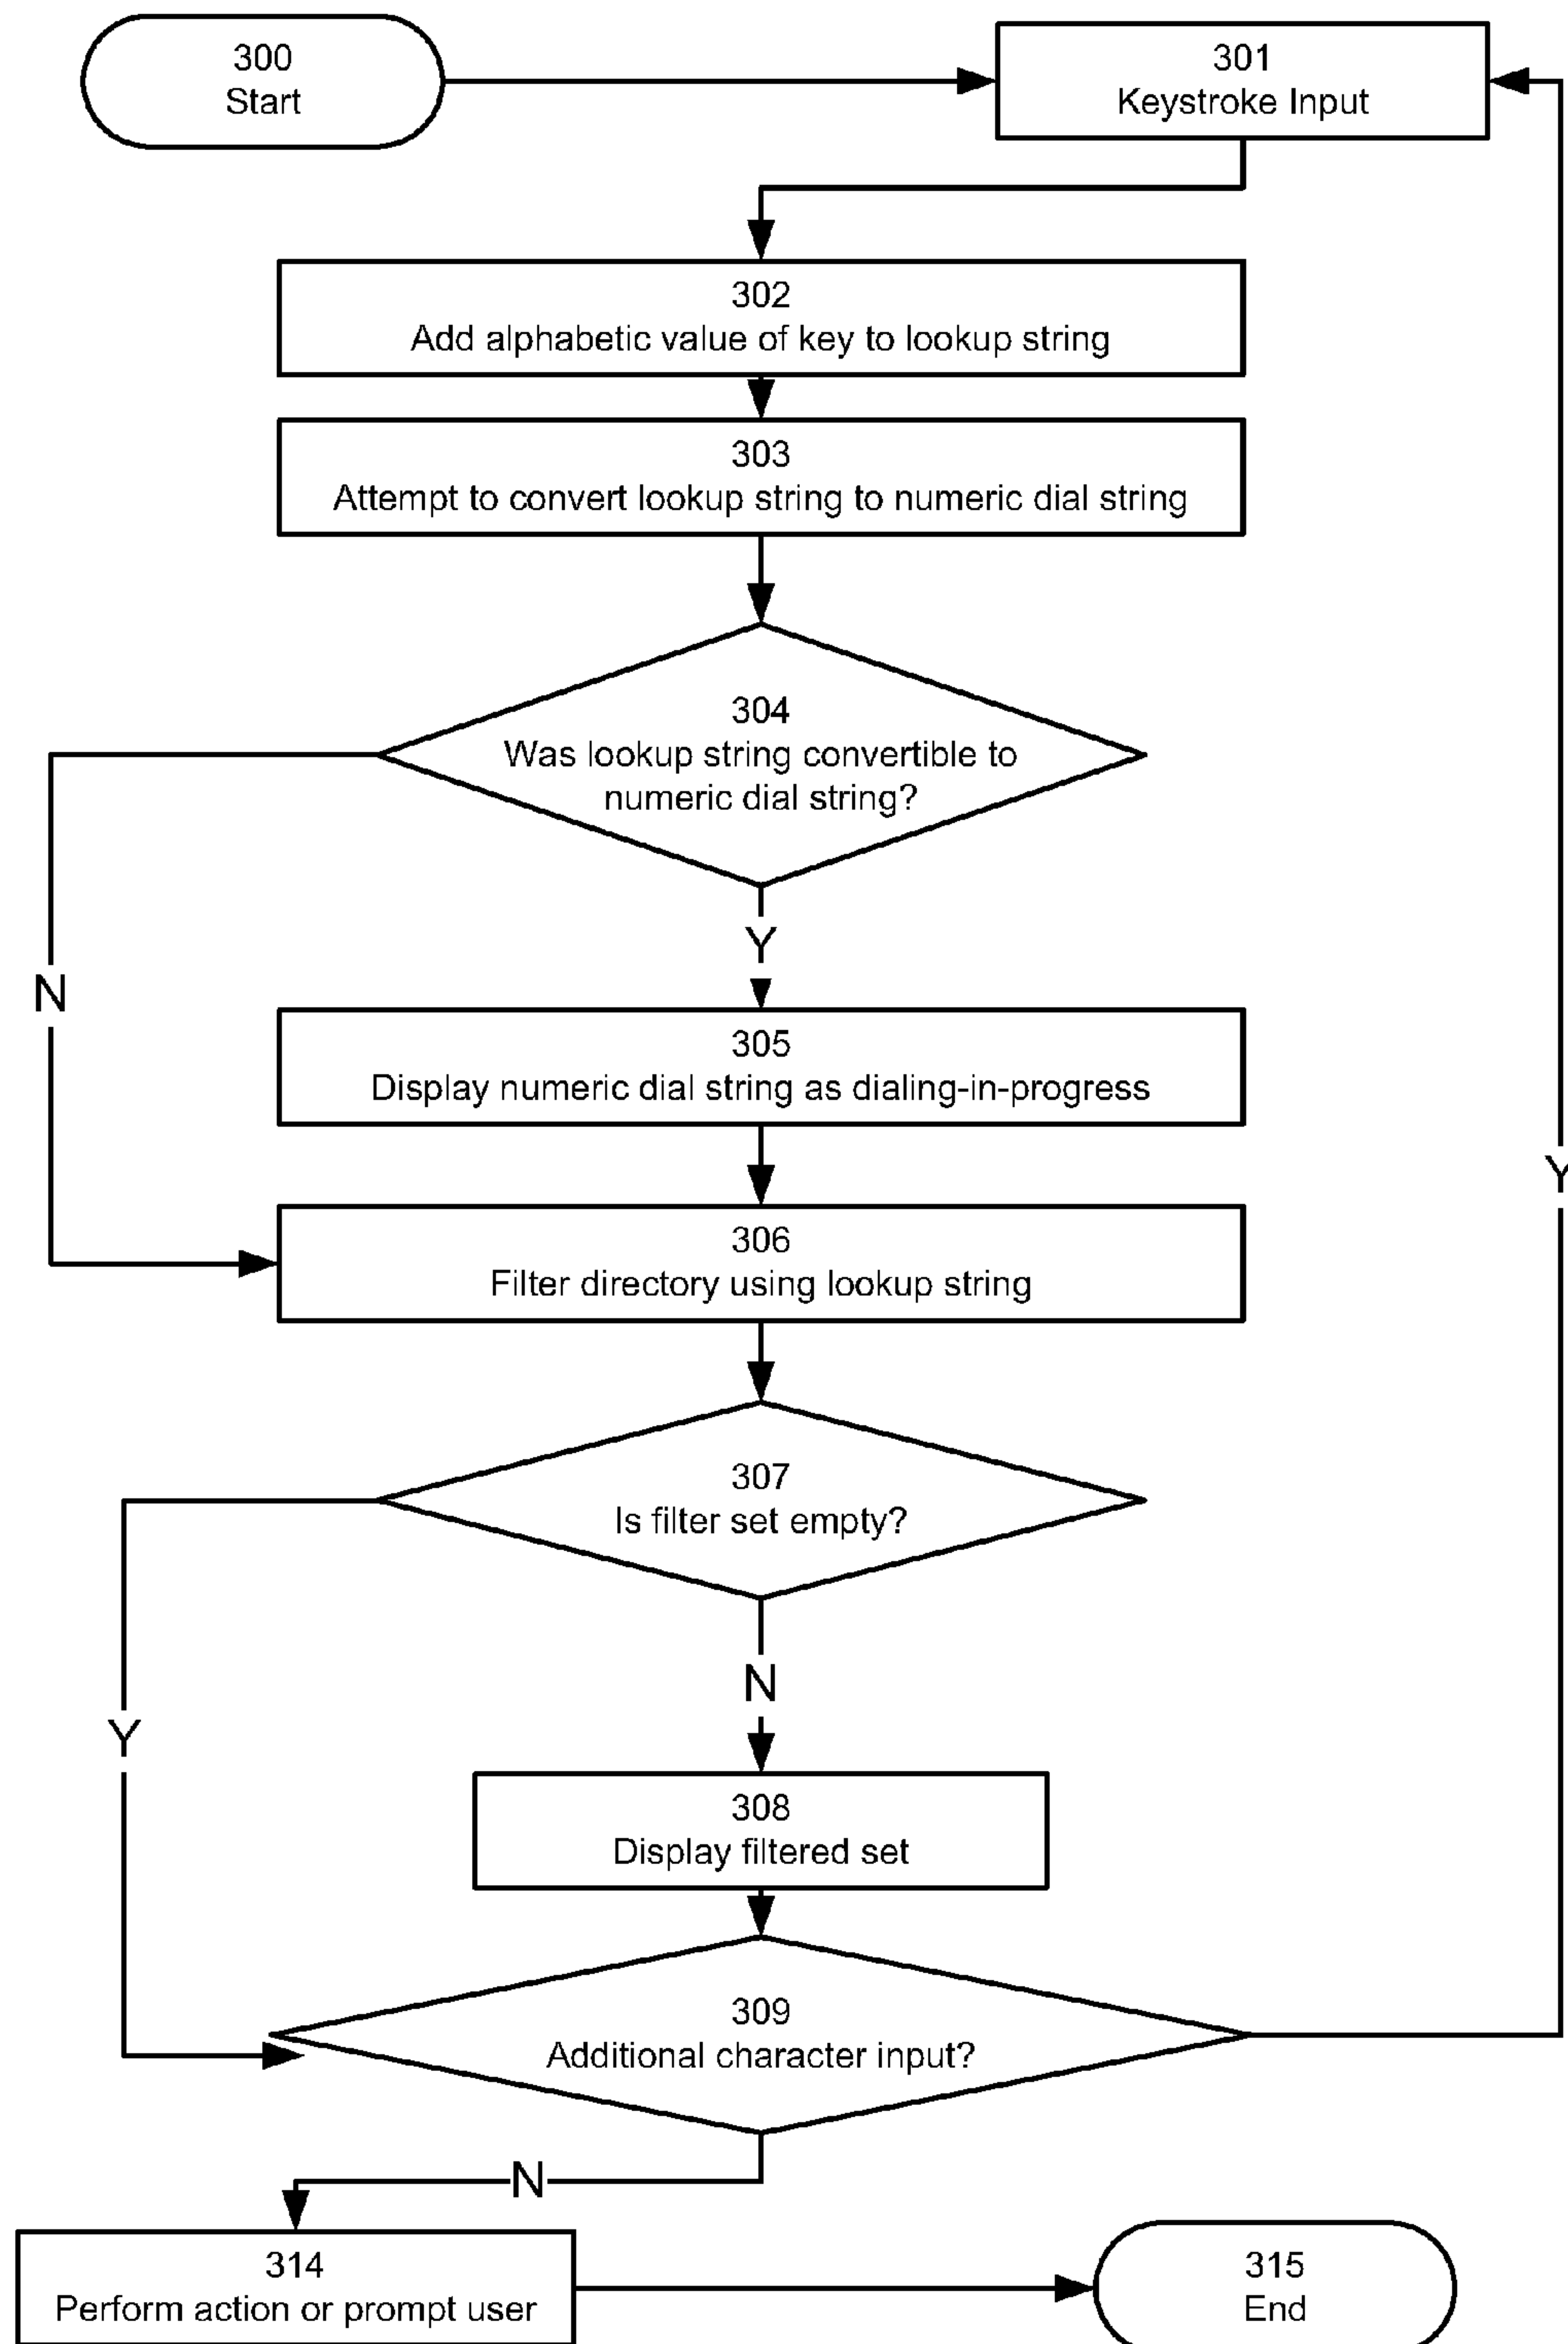 300
Start
301
Keystroke Input
302
Add alphabetic value of key to lookup string
303
Attempt to convert lookup string to numeric dial string
304
Was lookup string convertible to
numeric dial string?
Y
N
305
Display numeric dial string as dialing-in-progress
Y
306
Filter directory using lookup string
307
Is filter set empty?
N
Y
308
Display filtered set
309
Additional character input?
N
314
Perform action or prompt user
315
End